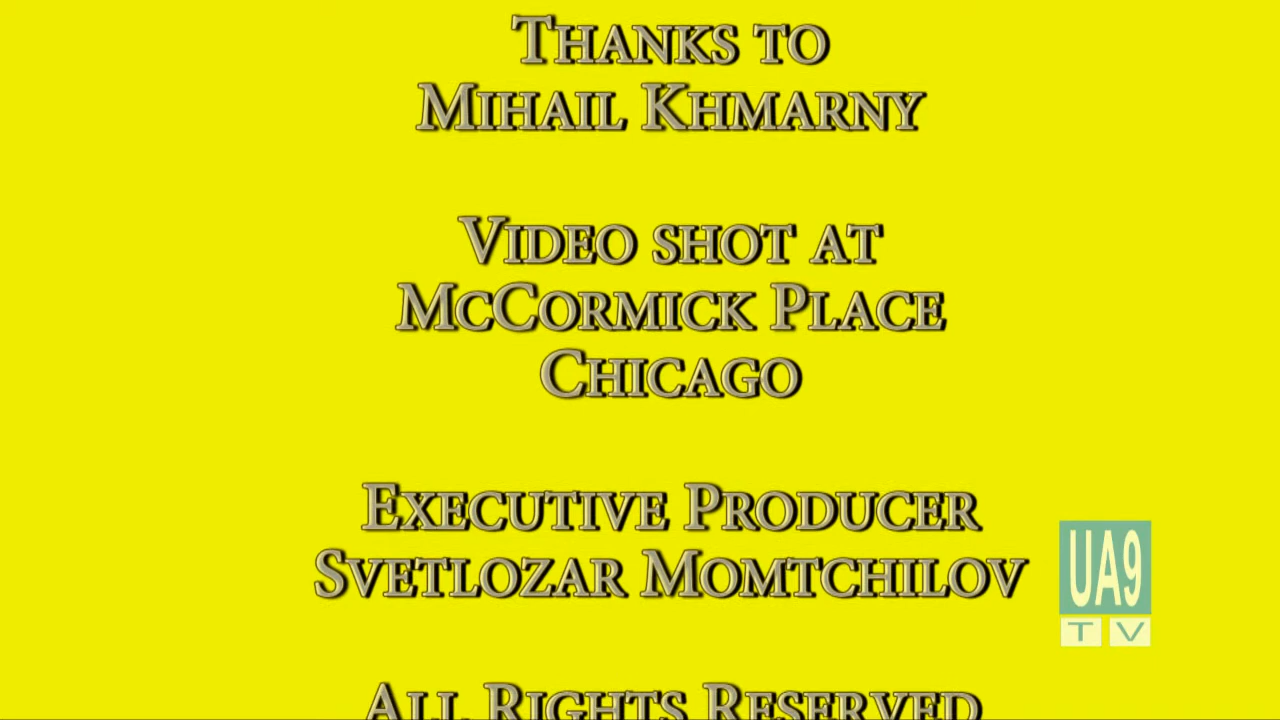 Thanks to
Mihail Khmarny
Video shot at
McCormick Place
Chicago
Executive Producer
Svetlozar Momtchilov
UA9
TV
All Rights Reserved